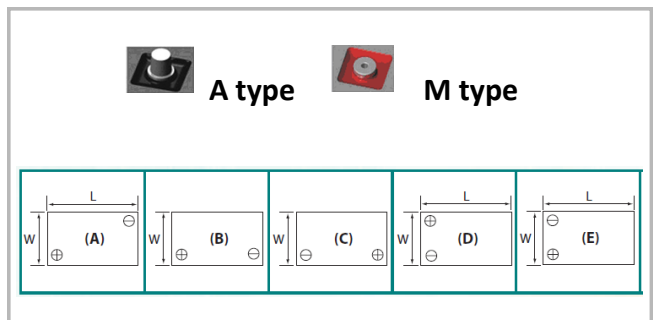 A type M type
L L L
W (A) W (B) W (C) W (D) W (E)
⊕ ⊖ ⊕ ⊖ ⊖ ⊕ ⊕ ⊖ ⊖ ⊕